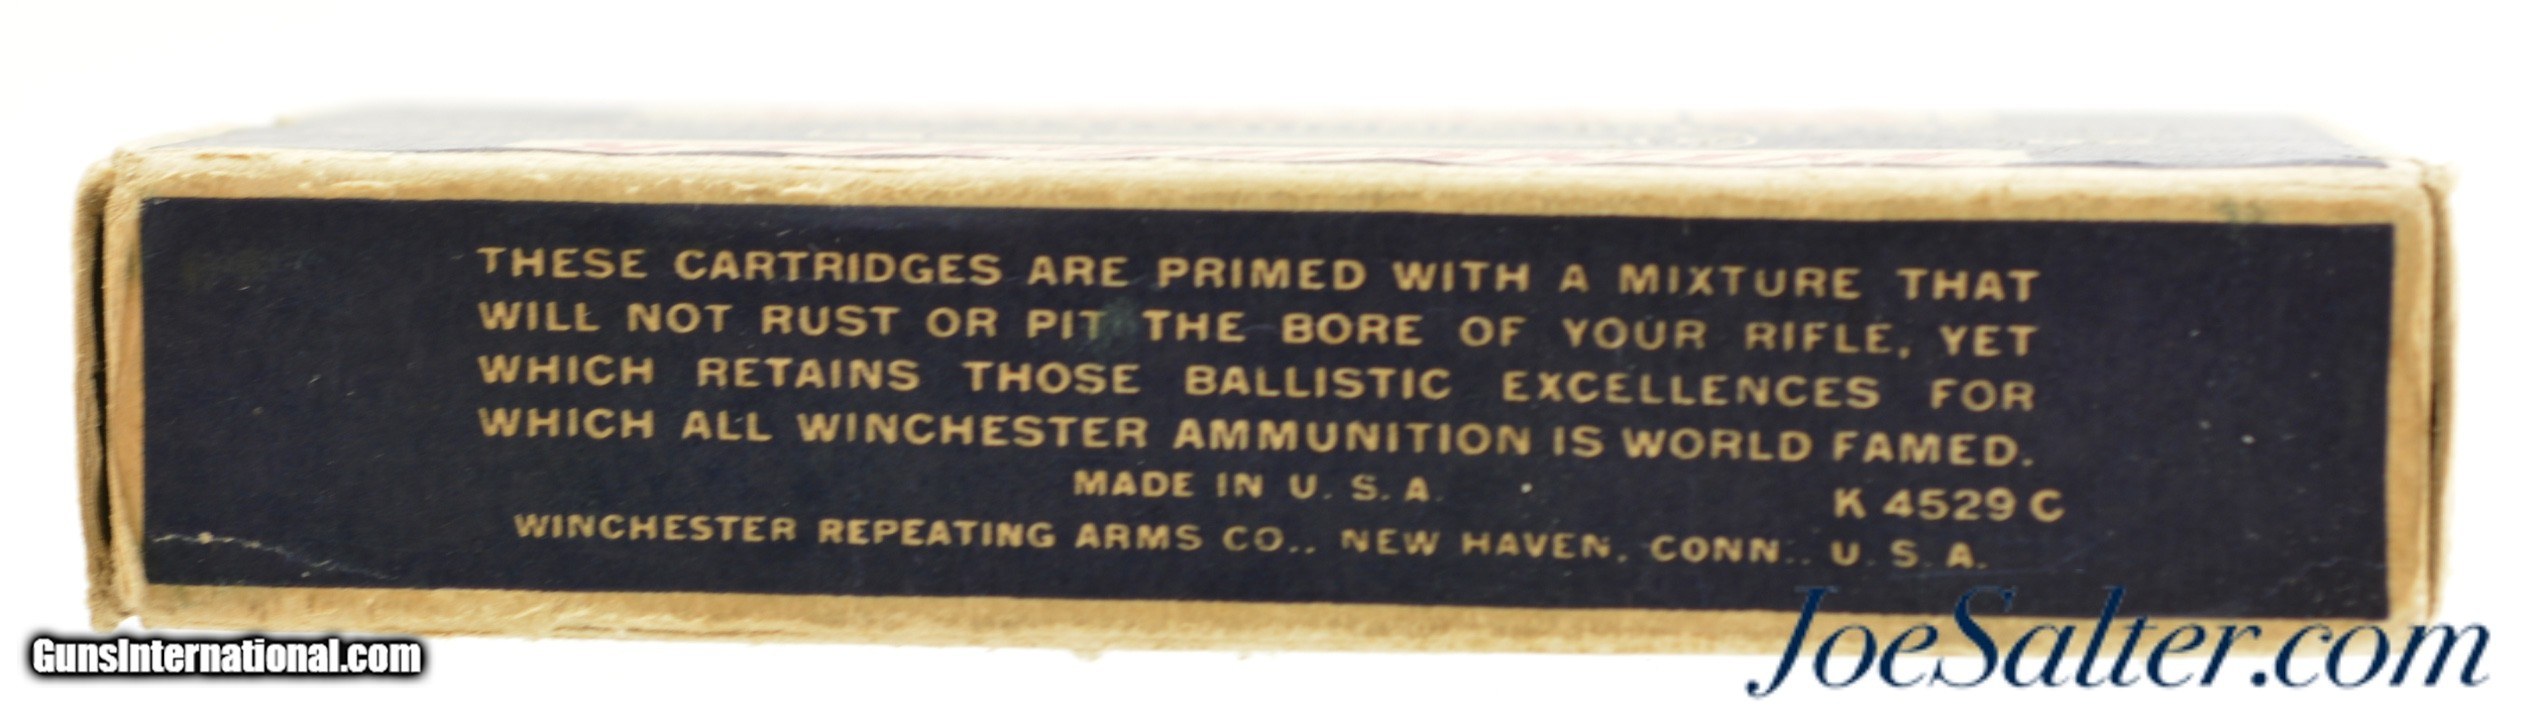 THESE CARTRIDGES ARE PRIMED WITH A MIXTURE THAT
WILL NOT RUST OR PIT THE BORE OF YOUR RIFLE, YET
WHICH RETAINS THOSE BALLISTIC EXCELLENCES FOR
WHICH ALL WINCHESTER AMMUNITION IS WORLD FAMED.
MADE IN U. S. A.
K 4529 C
WINCHESTER REPEATING ARMS CO., NEW HAVEN, CONN., U. S. A.
GunsInternational.com
JoeSalter.com